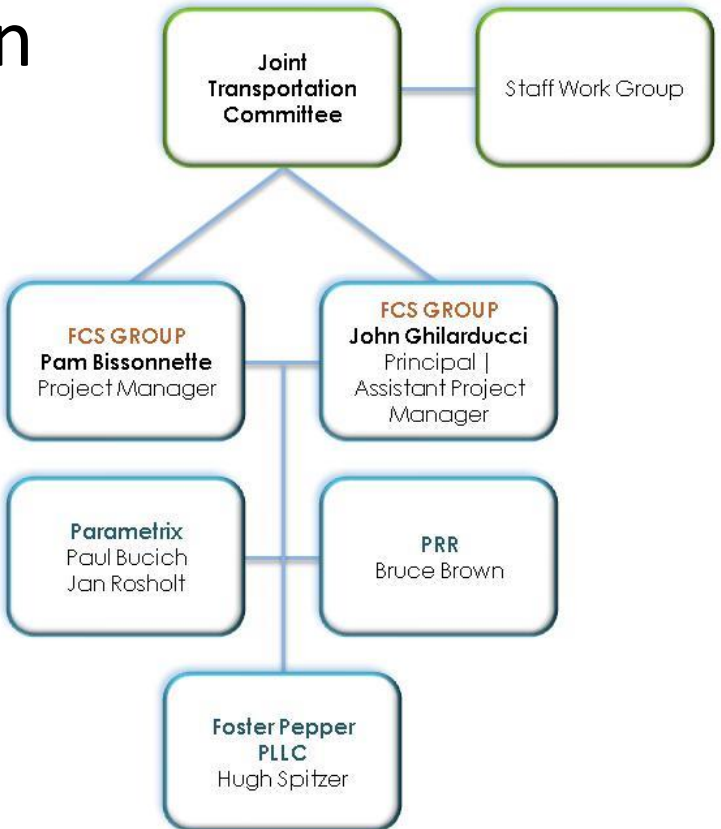 n
Joint
Transportation
Committee
Staff Work Group
FCS GROUP
Pam Bissonnette
Project Manager
FCS GROUP
John Ghilarducci
Principal |
Assistant Project
Manager
Parametrix
Paul Bucich
Jan Rosholt
PRR
Bruce Brown
Foster Pepper
PLLC
Hugh Spitzer